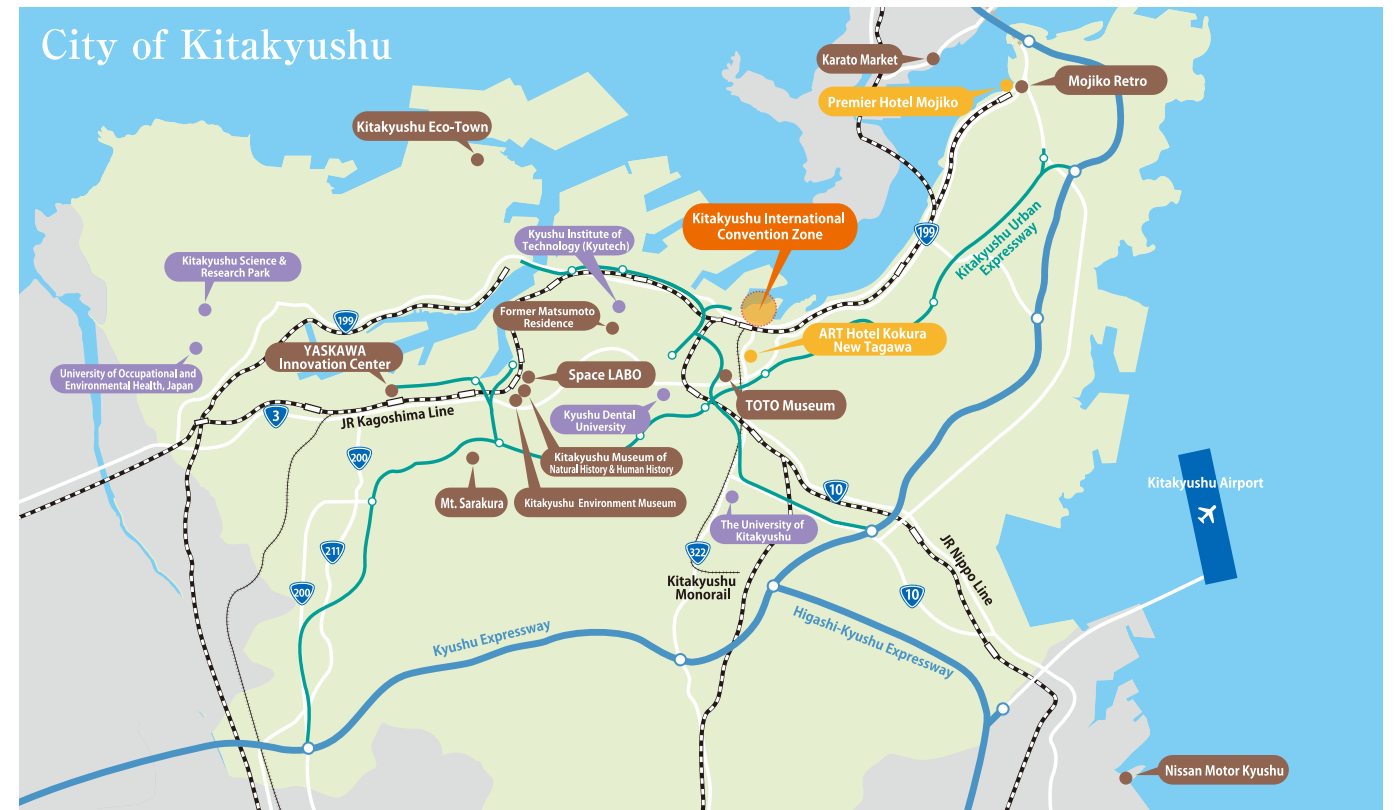 City of Kitakyushu
Karato Market
Mojiko Retro
Premier Hotel Mojiko
Kitakyushu Eco-Town
Kitakyushu International
Convention Zone
Kyushu Institute of
Technology (Kyutech)
199
Kitakyushu Urban
Expressway
Kitakyushu Science &
Research Park
Former Matsumoto
Residence
199
ART Hotel Kokura
New Tagawa
YASKAWA
Innovation Center
University of Occupational and
Environmental Health, Japan
Space LABO
TOTO Museum
3
JR Kagoshima Line
Kyushu Dental
University
200
Kitakyushu Museum of
Natural History & Human History
Mt. Sarakura
Kitakyushu Environment Museum
10
Kitakyushu Airport
The University of
Kitakyushu
211
322
JR Nippo Line
Kitakyushu
Monorail
200
10
Kyushu Expressway
Higashi-Kyushu Expressway
Nissan Motor Kyushu